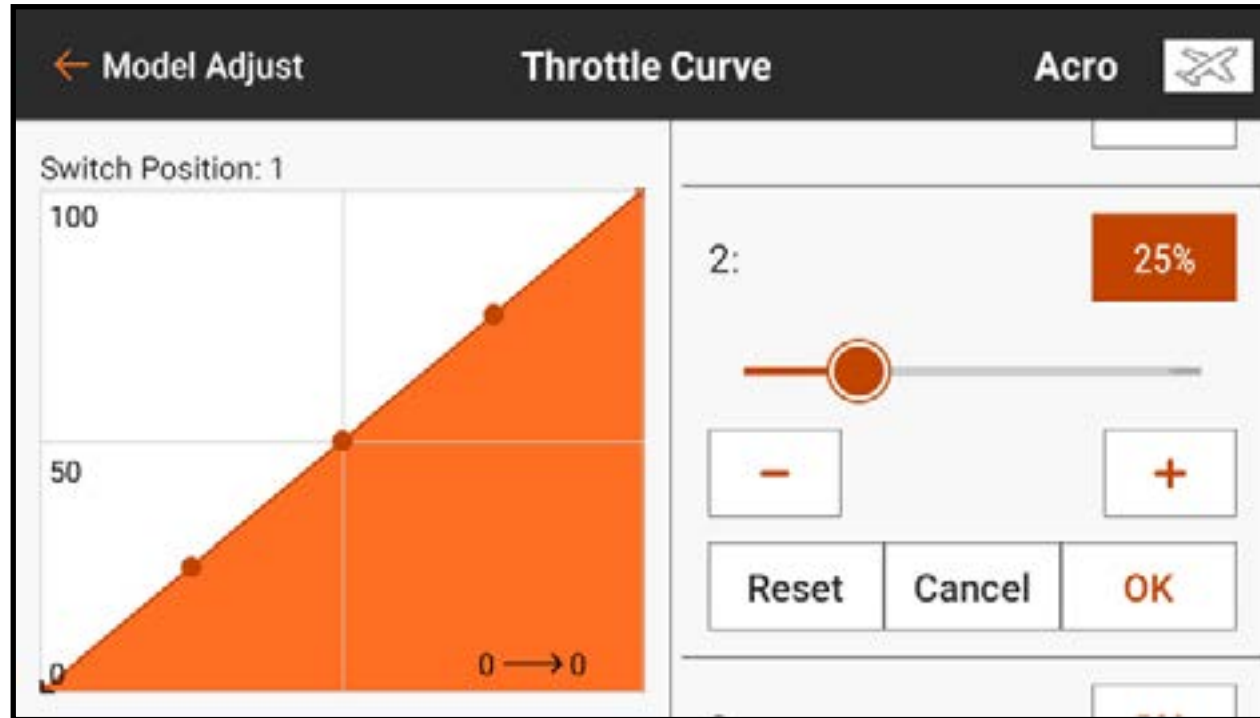 ← Model Adjust Throttle Curve Acro
Switch Position: 1
100
50
0
0 → 0
2: 25%
− +
Reset Cancel OK